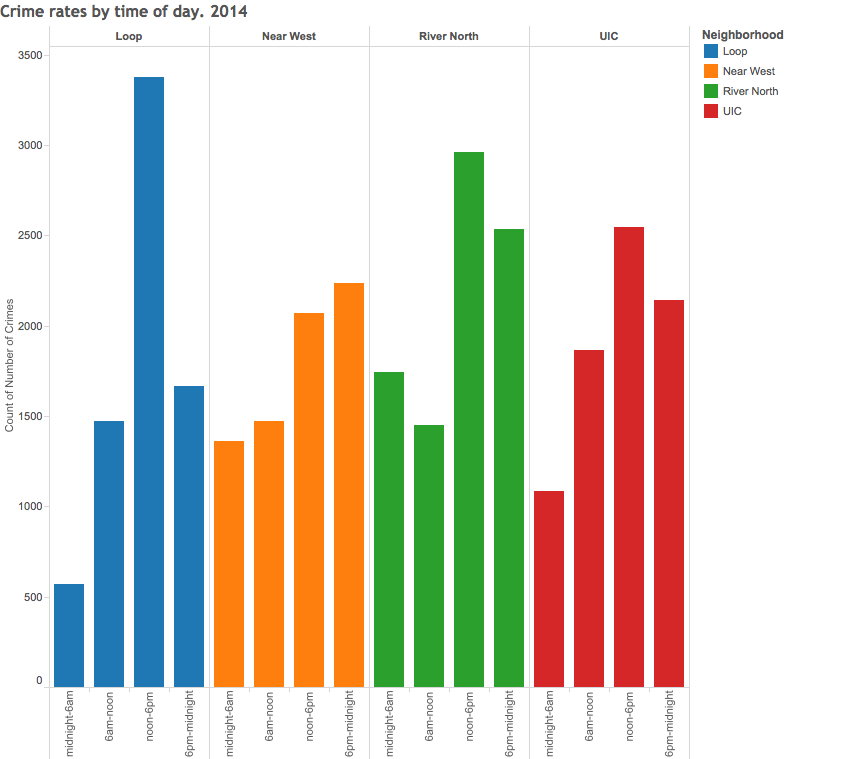 Crime rates by time of day. 2014
Loop Near West River North UIC
Neighborhood
Loop
Near West
River North
UIC
Count of Number of Crimes
3500
3000
2500
2000
1500
1000
500
0
midnight-6am 6am-noon noon-6pm 6pm-midnight midnight-6am 6am-noon noon-6pm 6pm-midnight midnight-6am 6am-noon noon-6pm 6pm-midnight midnight-6am 6am-noon noon-6pm 6pm-midnight